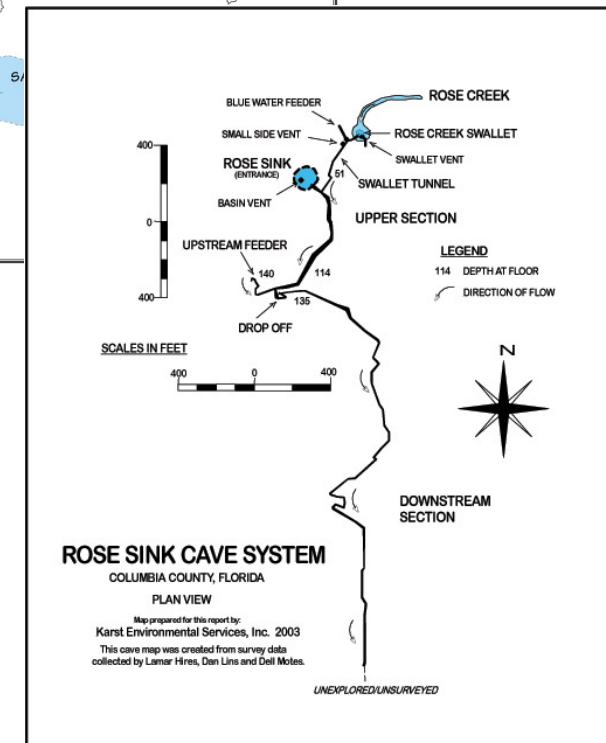 SA
BLUE WATER FEEDER
ROSE CREEK
SMALL SIDE VENT
ROSE CREEK SWALLET
SWALLET VENT
400
ROSE SINK
(ENTRANCE)
51
SWALLET TUNNEL
BASIN VENT
0
UPPER SECTION
UPSTREAM FEEDER
LEGEND
140
114
114 DEPTH AT FLOOR
400
135
DIRECTION OF FLOW
DROP OFF
SCALES IN FEET
N
400 0 400
DOWNSTREAM
SECTION
ROSE SINK CAVE SYSTEM
COLUMBIA COUNTY, FLORIDA
PLAN VIEW
Map prepared for this report by:
Karst Environmental Services, Inc. 2003
This cave map was created from survey data
collected by Lamar Hires, Dan Lins and Dell Motes.
UNEXPLORED/UNSURVEYED